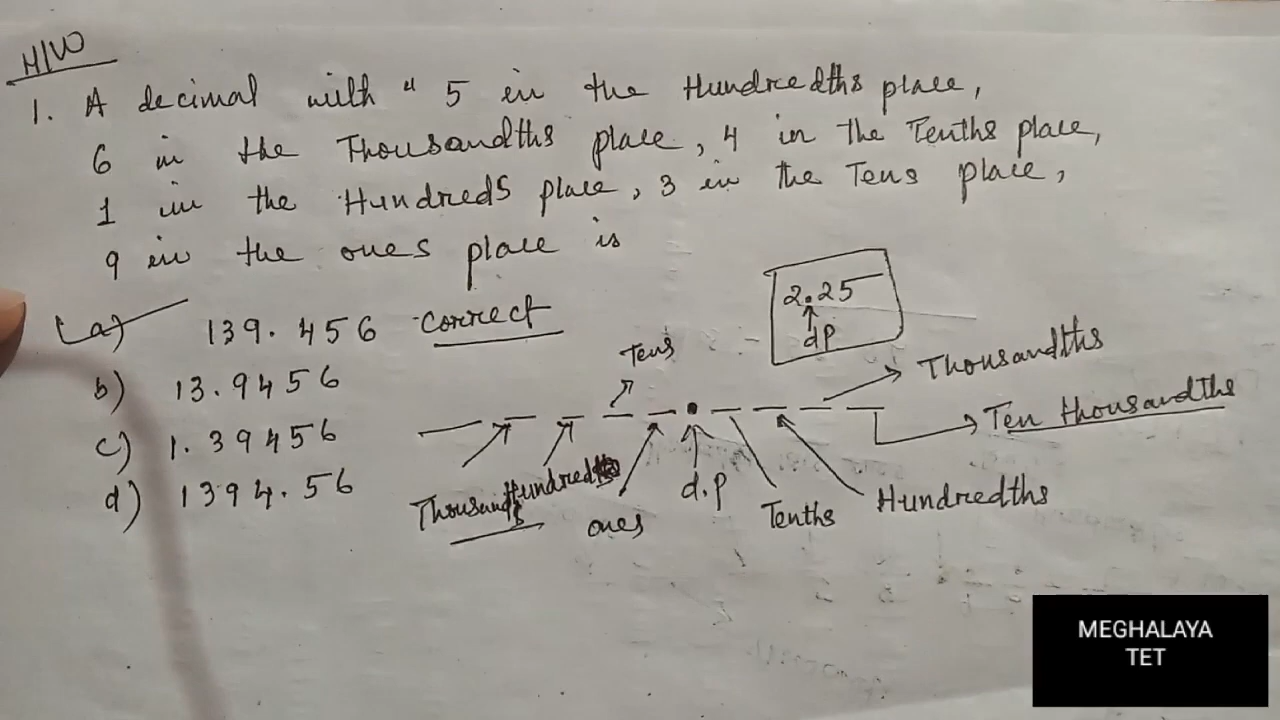 H/W
1. A decimal with " 5 in the Hundredths place,
6 in the Thousandths place, 4 in the Tenths place,
1 in the Hundreds place, 3 in the Tens place,
9 in the ones place is
(a) 139.456 correct
b) 13.9456
c) 1.39456
d) 1394.56
2.25
dp
Tens
Thousandths
Ten thousandths
Thousands
Hundreds
ones
d.p
Tenths
Hundredths
MEGHALAYA
TET